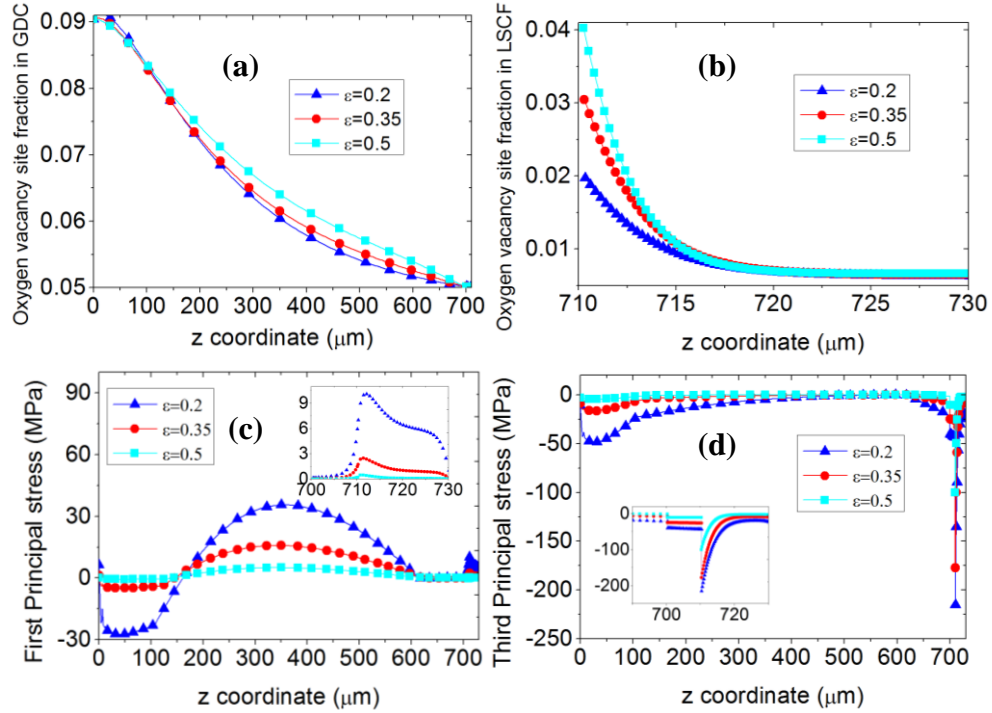 Oxygen vacancy site fraction in GDC
0.09
0.08
0.07
0.06
0.05
(a)
ε=0.2
ε=0.35
ε=0.5
0 100 200 300 400 500 600 700
z coordinate (μm)
Oxygen vacancy site fraction in LSCF
0.04
0.03
0.02
0.01
(b)
ε=0.2
ε=0.35
ε=0.5
710 715 720 725 730
z coordinate (μm)
First Principal stress (MPa)
90
60
30
0
-30
ε=0.2
ε=0.35
ε=0.5
(c)
9
6
3
0
700 710 720 730
0 100 200 300 400 500 600 700
z coordinate (μm)
Third Principal stress (MPa)
0
-50
-100
-150
-200
-250
(d)
ε=0.2
ε=0.35
ε=0.5
0
-100
-200
700 720
0 100 200 300 400 500 600 700
z coordinate (μm)